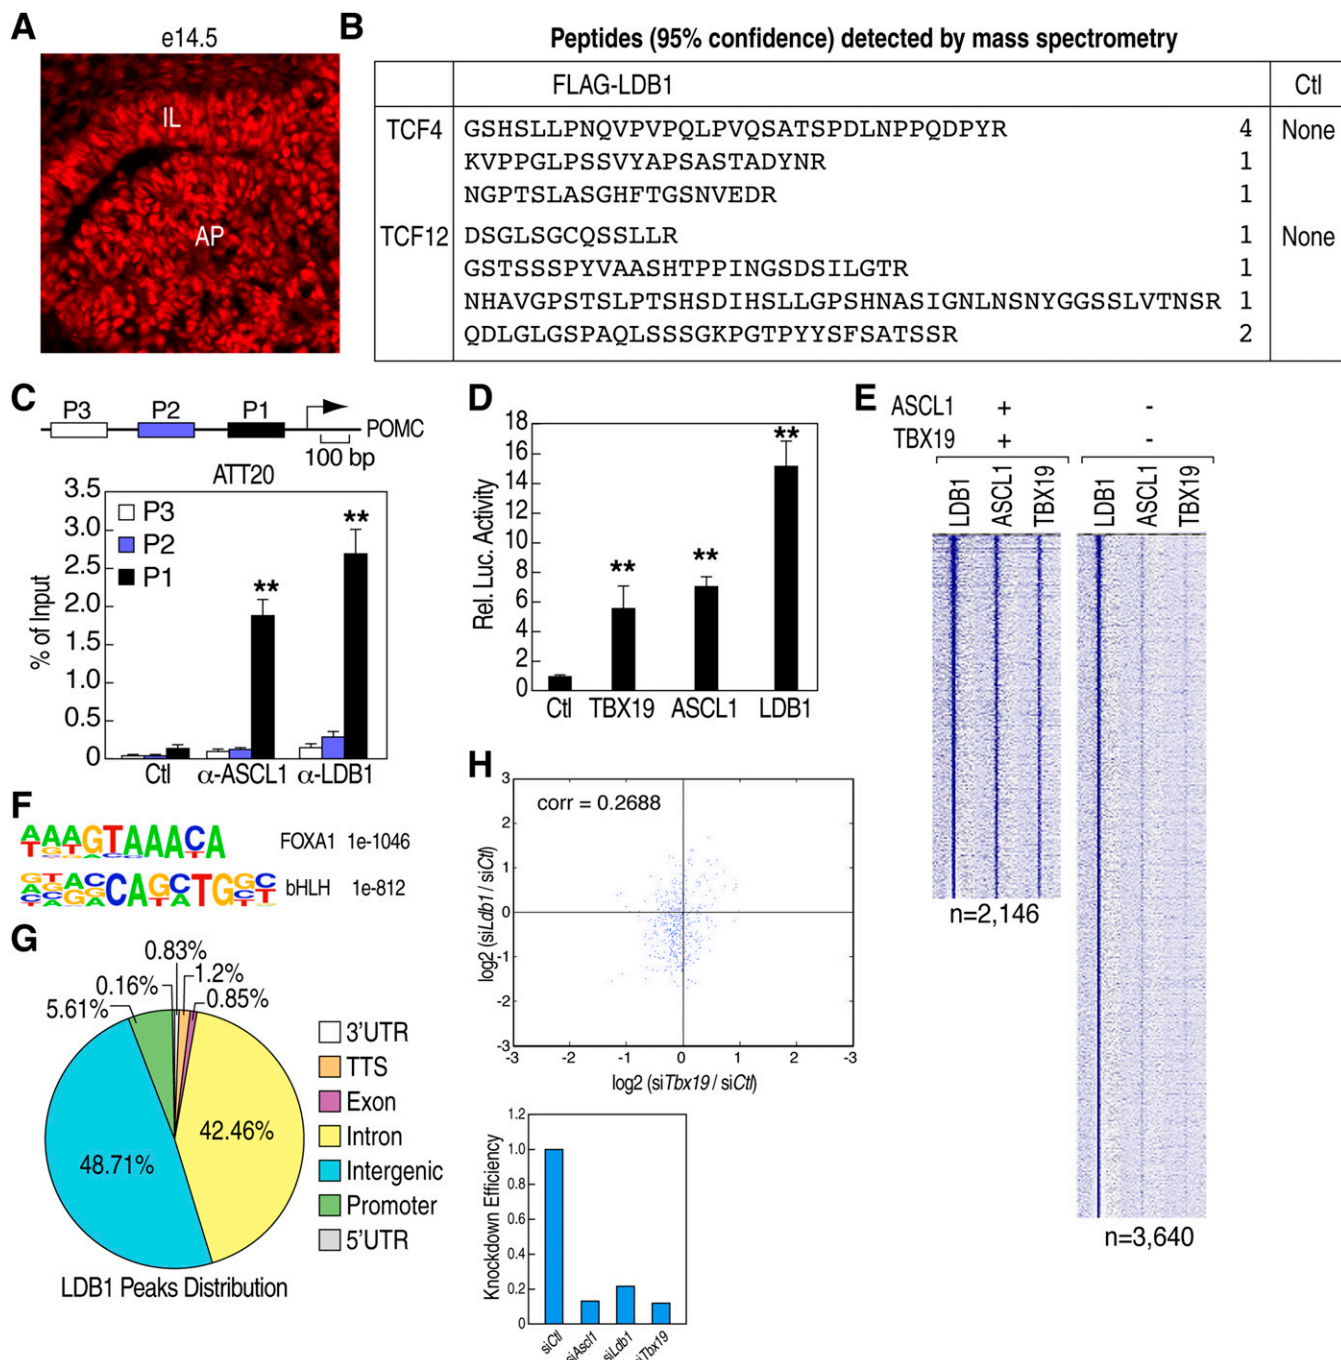 A
e14.5
IL
AP
B
Peptides (95% confidence) detected by mass spectrometry
FLAG-LDB1 Ctl
TCF4 GSHSLLPNQVPVPQLPVQSATSPDLNPPQDPYR 4 None
KVPPGLPSSVYAPSASTADYNR 1
NGPTSLASGHFTGSNVEDR 1
TCF12 DSGLSGCQSSLLR 1 None
GSTSSSPYVAASHTPPINGSDSILGTR 1
NHAVGPSTSLPTSHSDIHSLLGPSHNASIGNLNSNYGGSSLVTNSR 1
QDLGLGSPAQLSSSGKPGTPYYSFSATSSR 2
C
P3 P2 P1
POMC
100 bp
ATT20
3.5
3.0
2.5
2.0
1.5
1.0
0.5
0
% of Input
P3
P2
P1
**
**
Ctl α-ASCL1 α-LDB1
D
18
16
14
12
10
8
6
4
2
0
Rel. Luc. Activity
**
**
**
Ctl TBX19 ASCL1 LDB1
E
ASCL1 + -
TBX19 + -
LDB1 ASCL1 TBX19 LDB1 ASCL1 TBX19
n=2,146
n=3,640
F
AAAGTAAACA FOXA1 1e-1046
CAGCTG bHLH 1e-812
G
0.83%
1.2%
0.16%
0.85%
5.61%
42.46%
48.71%
3'UTR
TTS
Exon
Intron
Intergenic
Promoter
5'UTR
LDB1 Peaks Distribution
H
3
2
1
0
-1
-2
-3
log2 (siLdb1 / siCtl)
corr = 0.2688
-3 -2 -1 0 1 2 -3
log2 (siTbx19 / siCtl)
1.2
1.0
0.8
0.6
0.4
0.2
0
Knockdown Efficiency
siCtl siAscl1 siLdb1 siTbx19